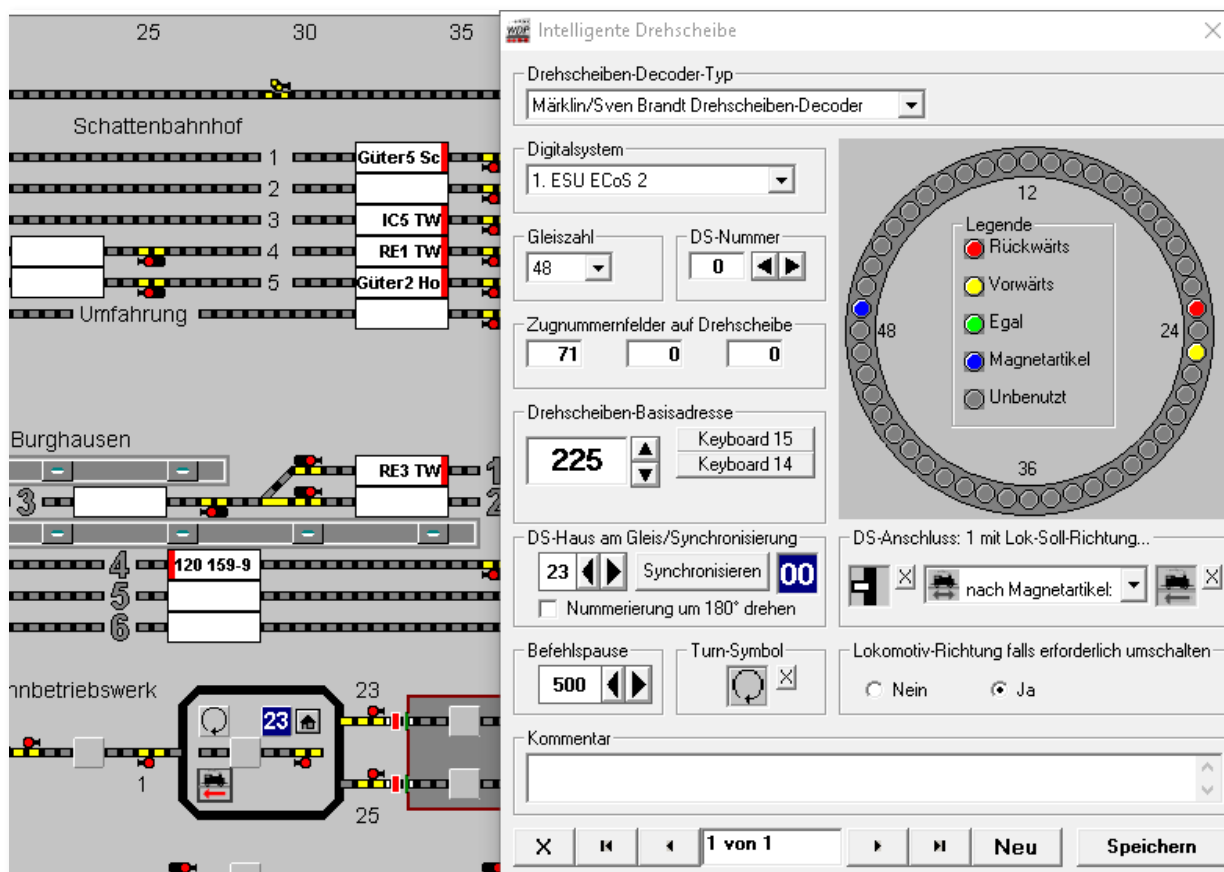 25 30 35
Schattenbahnhof
1 Güter5 Sc
2
3 IC5 TW
4 RE1 TW
5 Güter2 Ho
Umfahrung
Burghausen
RE3 TW 1
3 2
4 120 159-9
5
6
nnbetriebswerk 23
23
1
25
WDP Intelligente Drehscheibe
Drehscheiben-Decoder-Typ
Märklin/Sven Brandt Drehscheiben-Decoder
Digitalsystem
1. ESU ECoS 2
Gleiszahl DS-Nummer
48 0
Zugnummernfelder auf Drehscheibe
71 0 0
Drehscheiben-Basisadresse
225 Keyboard 15
Keyboard 14
12
Legende
Rückwärts
Vorwärts
Egal
Magnetartikel
Unbenutzt
48 24
36
DS-Haus am Gleis/Synchronisierung
23 Synchronisieren 00
Nummerierung um 180° drehen
DS-Anschluss: 1 mit Lok-Soll-Richtung...
X nach Magnetartikel: X
Befehlspause Turn-Symbol
500 X
Lokomotiv-Richtung falls erforderlich umschalten
Nein Ja
Kommentar
X 1 von 1 Neu Speichern